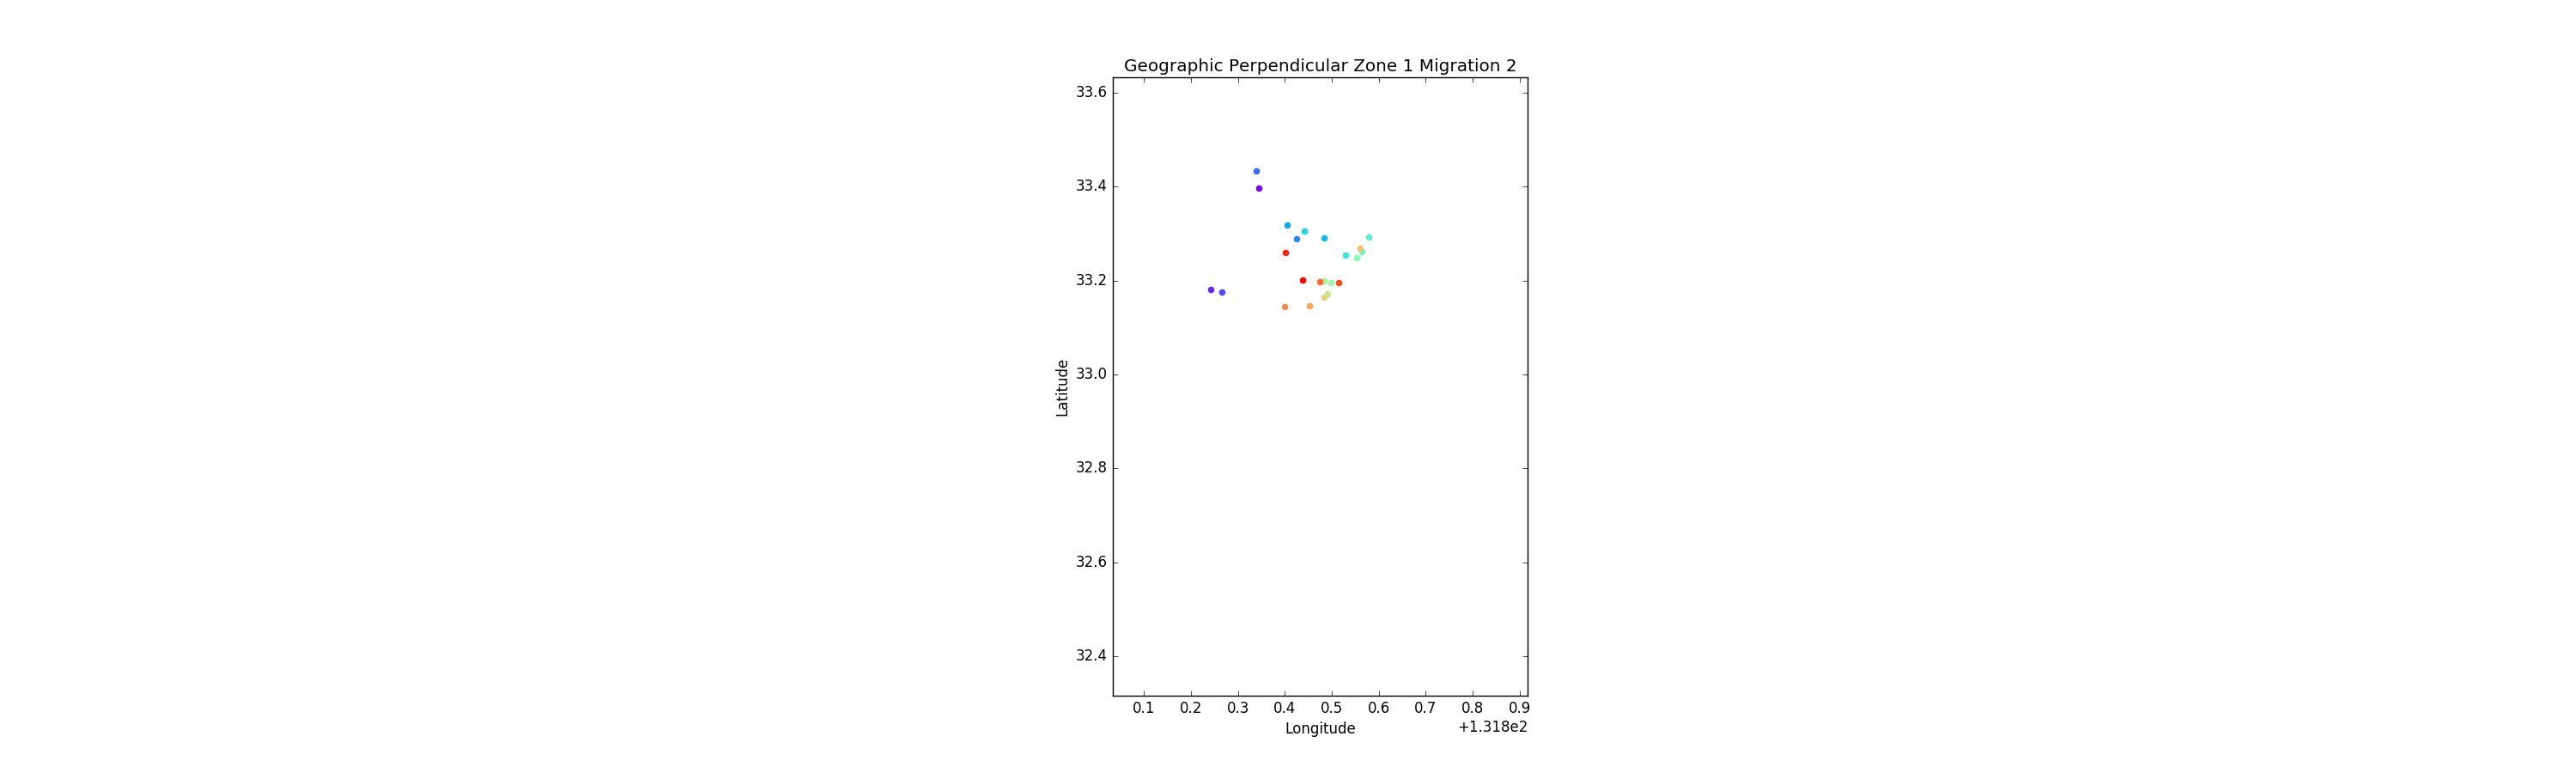 Geographic Perpendicular Zone 1 Migration 2
33.6
33.4
33.2
33.0
32.8
32.6
32.4
Latitude
0.1 0.2 0.3 0.4 0.5 0.6 0.7 0.8 0.9
Longitude
+1.318e2